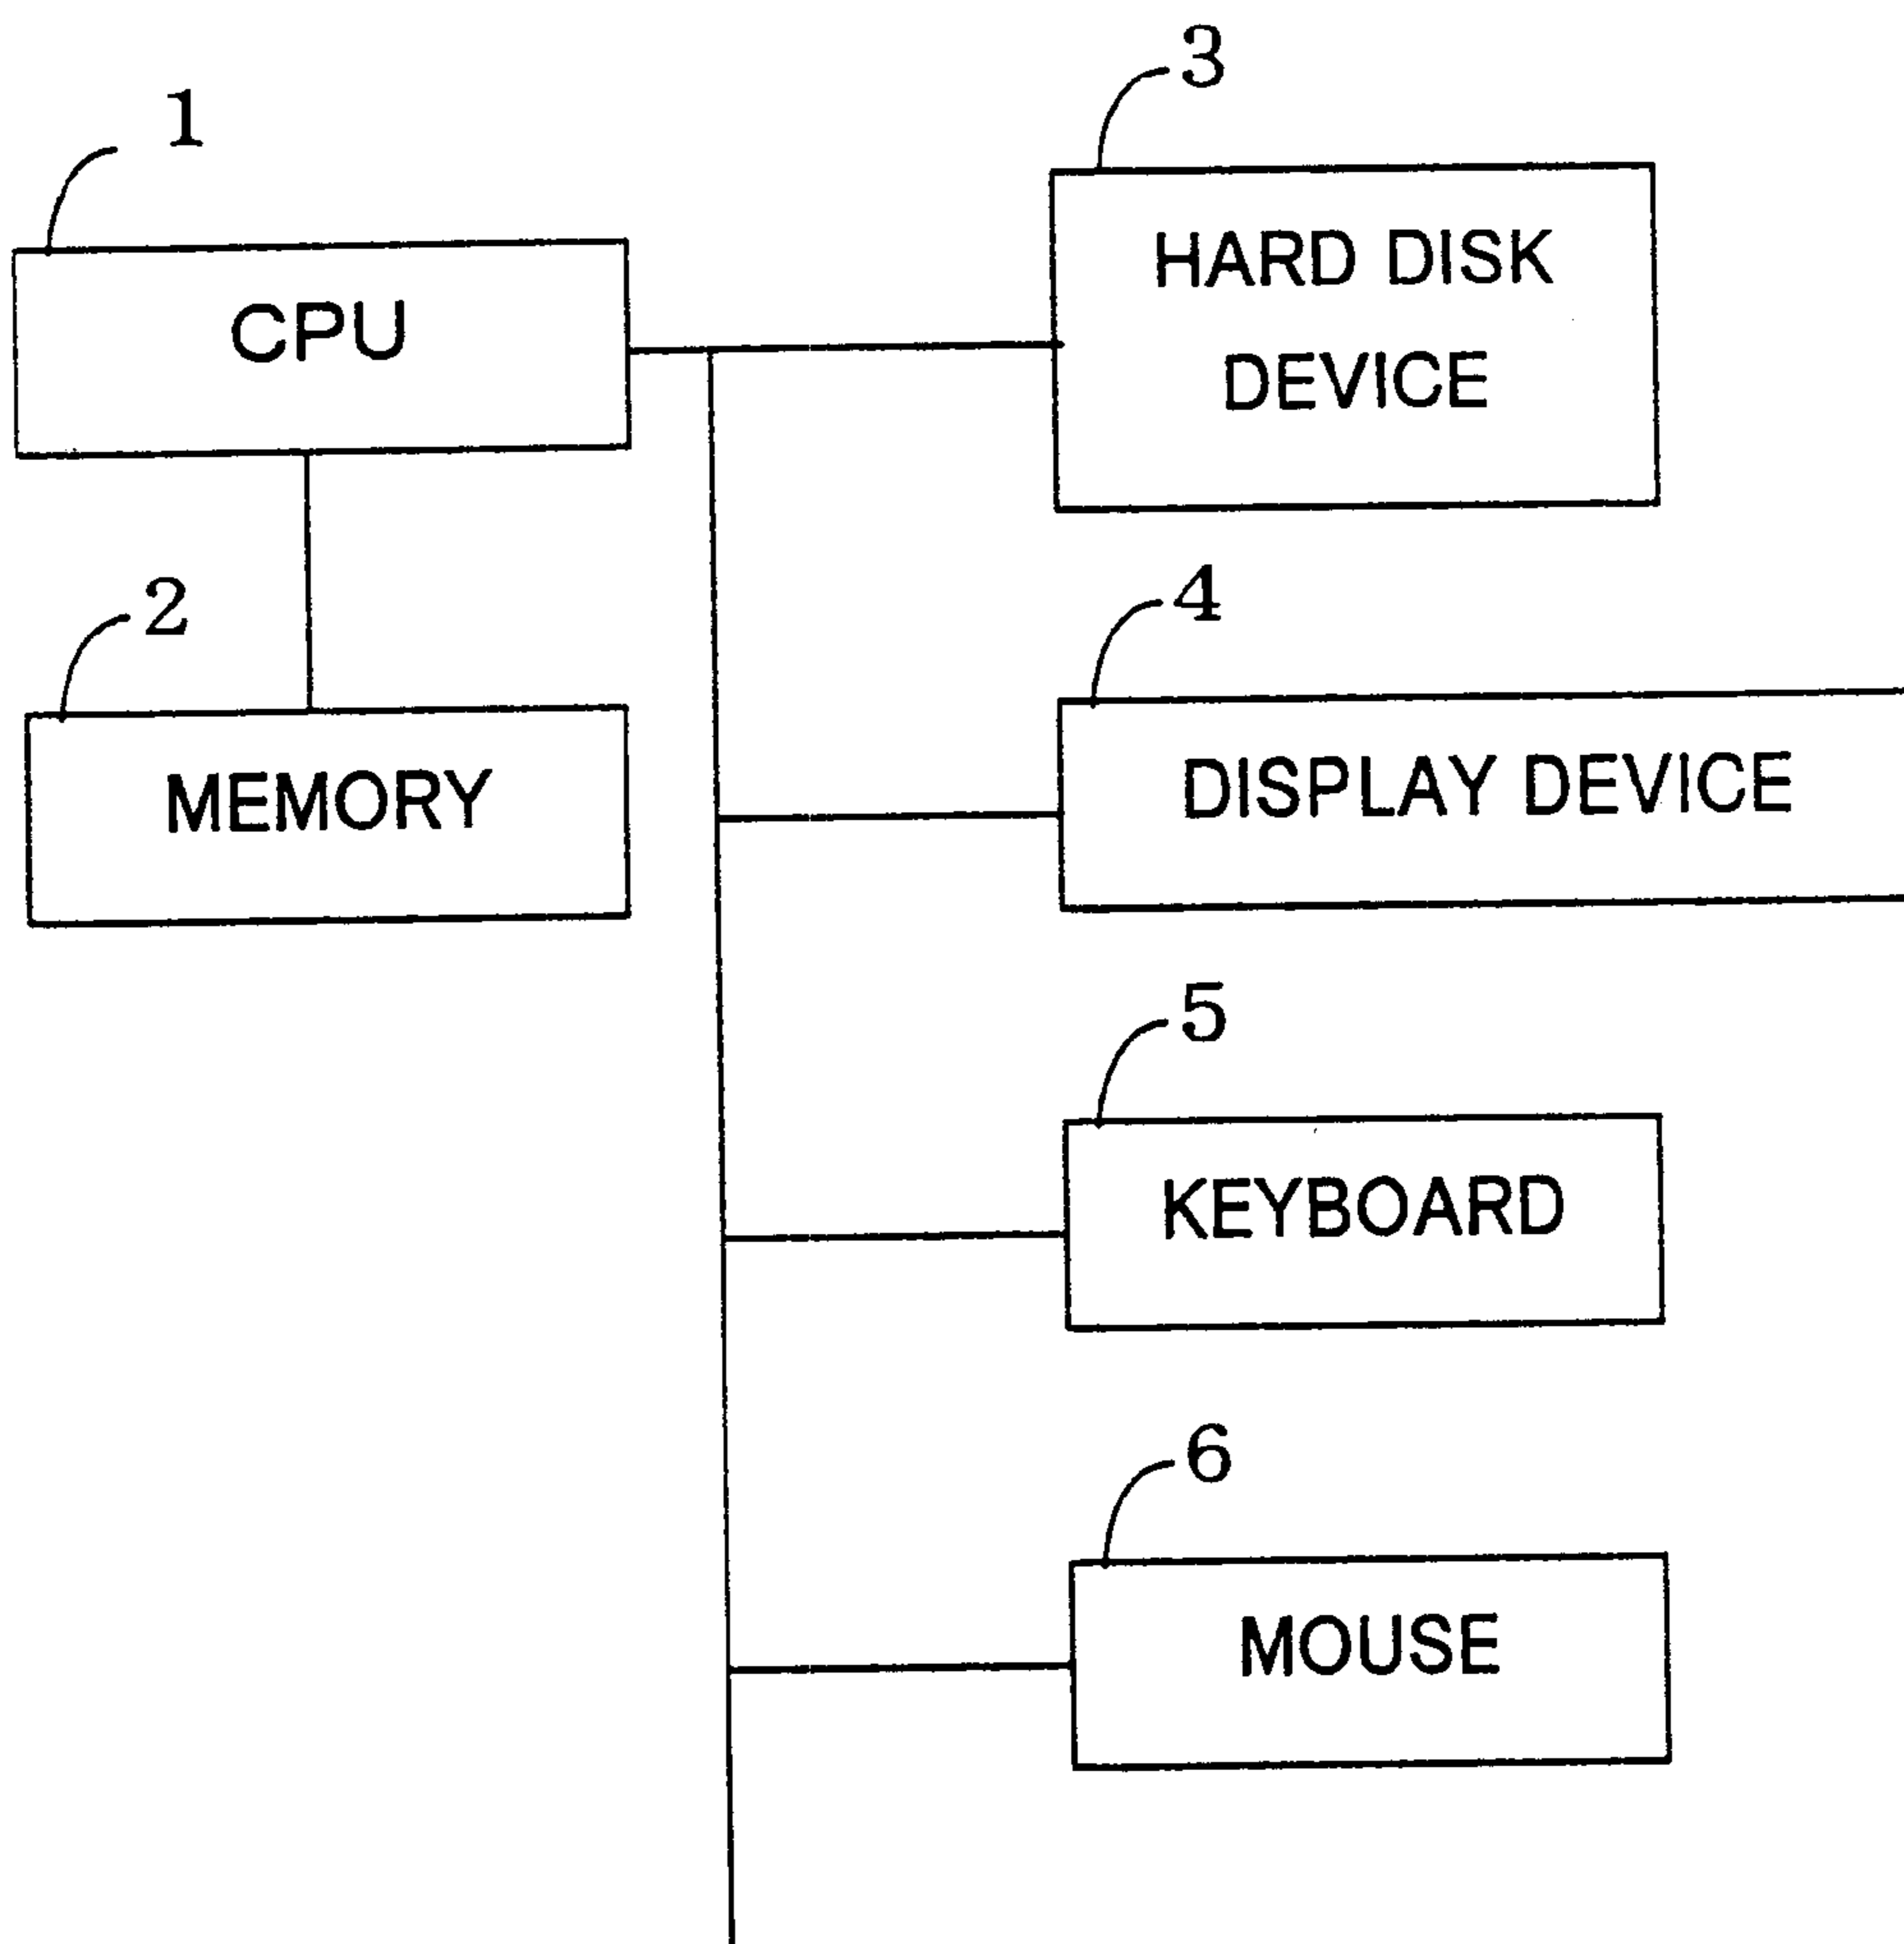 1
CPU
2
MEMORY
3
HARD DISK
DEVICE
4
DISPLAY DEVICE
5
KEYBOARD
6
MOUSE